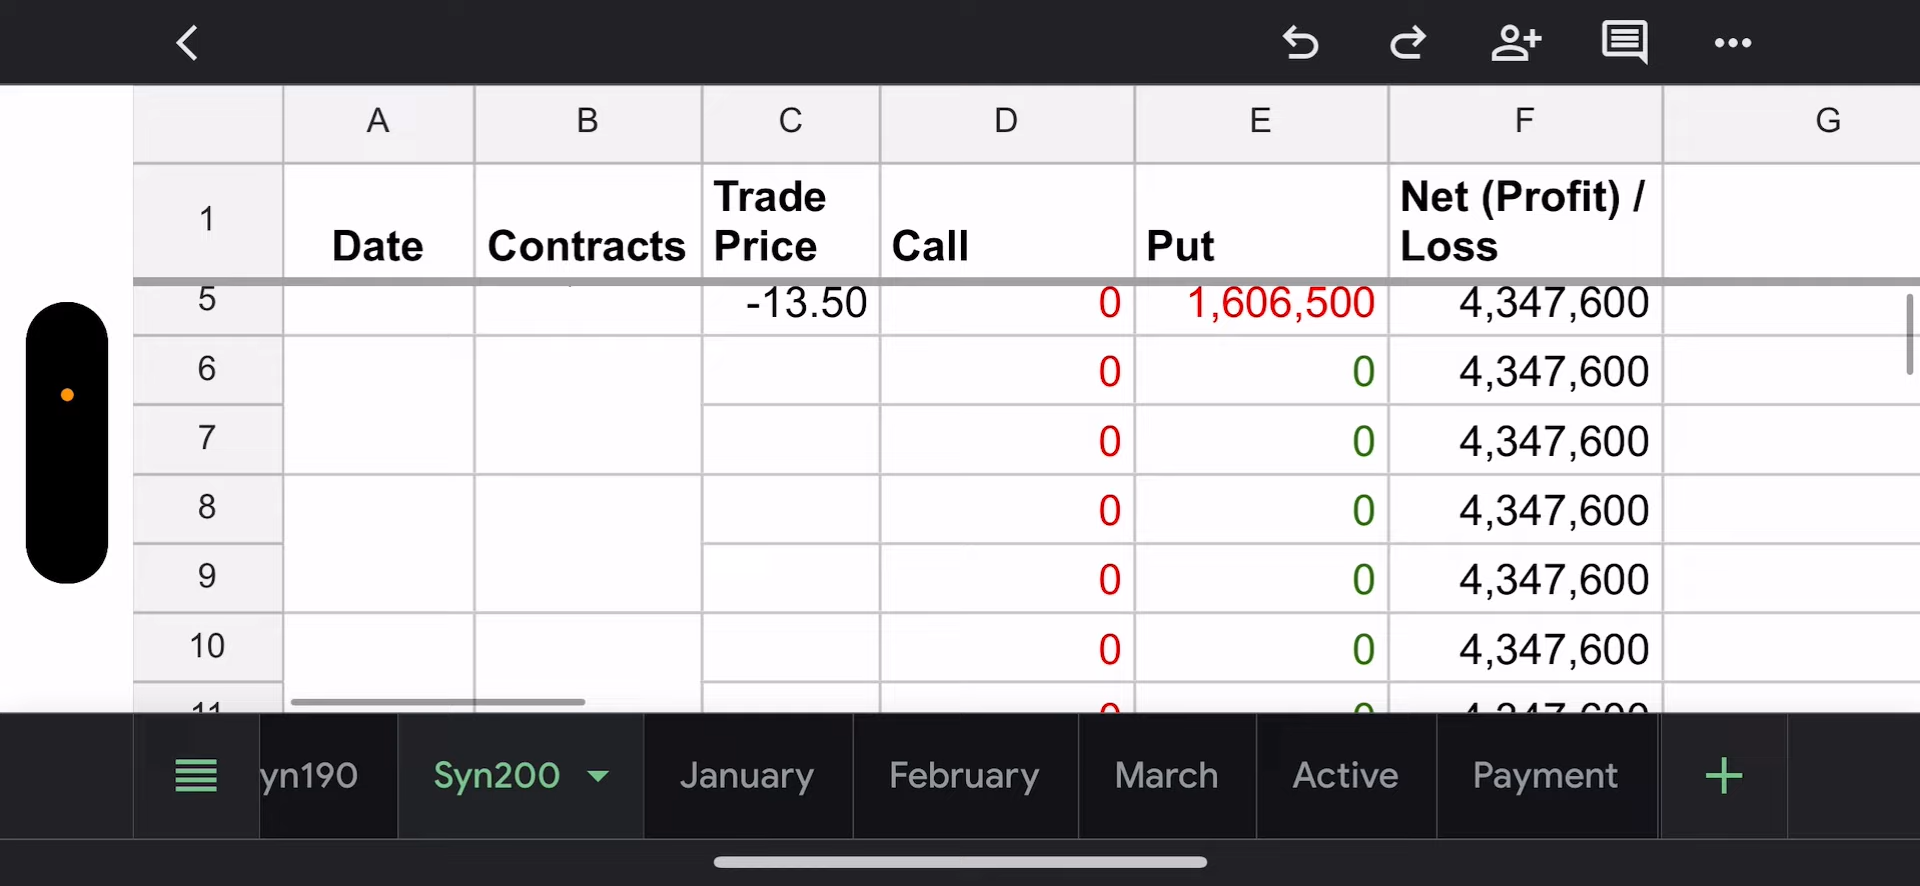 A B C D E F G
1 Date Contracts Trade Price Call Put Net (Profit) / Loss
5 -13.50 0 1,606,500 4,347,600
6 0 0 4,347,600
7 0 0 4,347,600
8 0 0 4,347,600
9 0 0 4,347,600
10 0 0 4,347,600
yn190 Syn200 January February March Active Payment